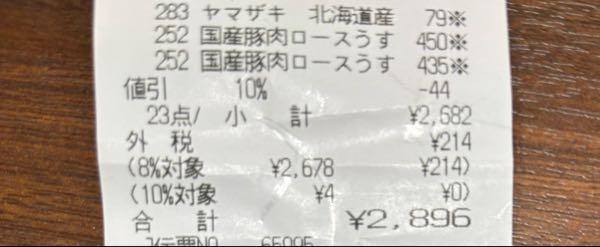 283 ヤマザキ 北海道産 79※
252 国産豚肉ロースうす 450※
252 国産豚肉ロースうす 435※
値引 10% -44
23点/ 小 計 ¥2,682
外 税 ¥214
(8%対象 ¥2,678 ¥214)
(10%対象 ¥4 ¥0)
合 計 ¥2,896